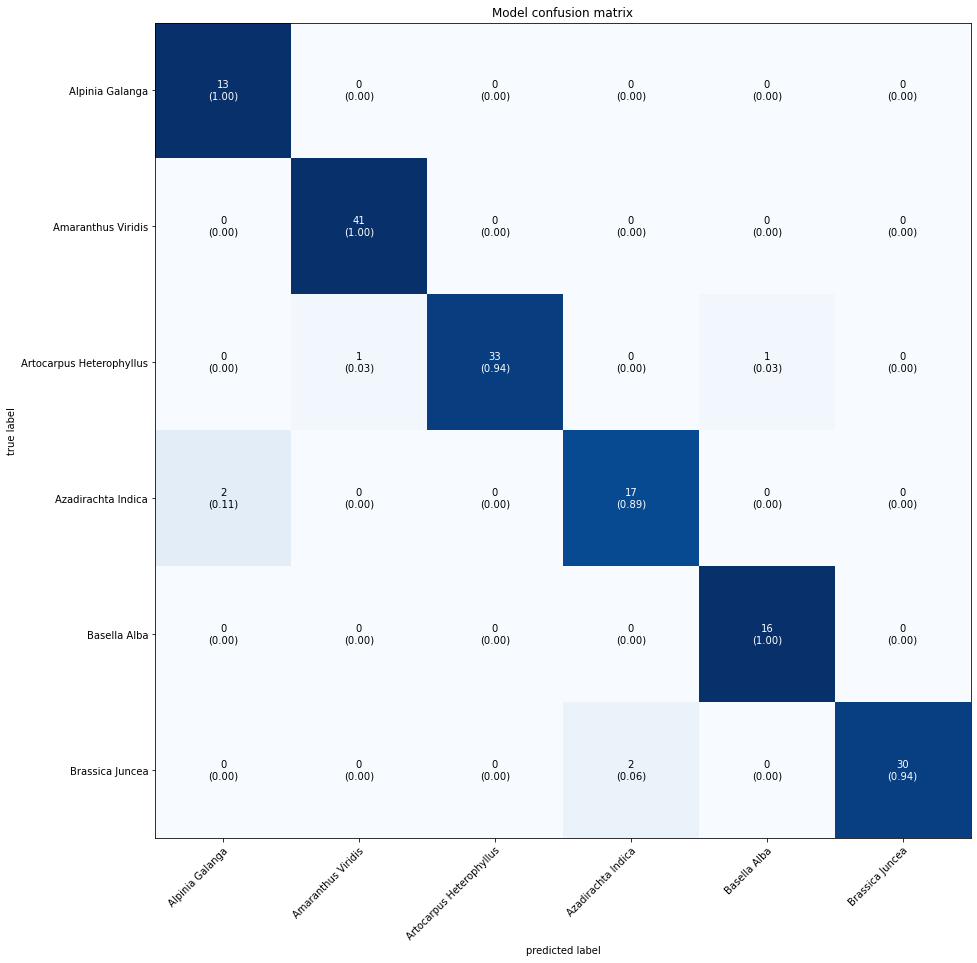 Model confusion matrix
Alpinia Galanga
13 0 0 0 0 0
(1.00) (0.00) (0.00) (0.00) (0.00) (0.00)
Amaranthus Viridis
0 41 0 0 0 0
(0.00) (1.00) (0.00) (0.00) (0.00) (0.00)
Artocarpus Heterophyllus
0 1 33 0 1 0
(0.00) (0.03) (0.94) (0.00) (0.03) (0.00)
true label
Azadirachta Indica
2 0 0 17 0 0
(0.11) (0.00) (0.00) (0.89) (0.00) (0.00)
Basella Alba
0 0 0 0 16 0
(0.00) (0.00) (0.00) (0.00) (1.00) (0.00)
Brassica Juncea
0 0 0 2 0 30
(0.00) (0.00) (0.00) (0.06) (0.00) (0.94)
Alpinia Galanga
Amaranthus Viridis
Artocarpus Heterophyllus
Azadirachta Indica
Basella Alba
Brassica Juncea
predicted label